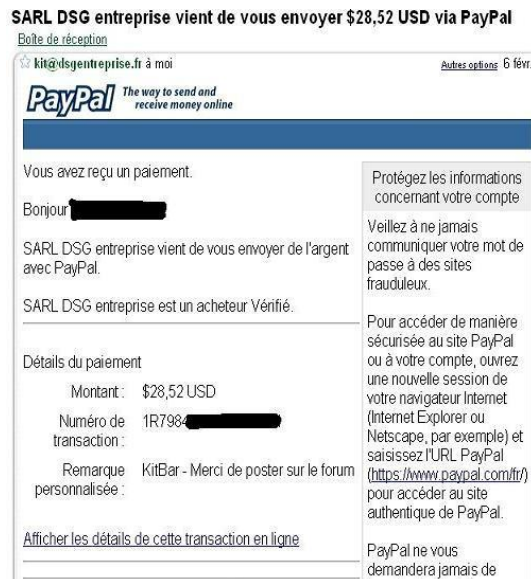 SARL DSG entreprise vient de vous envoyer $28,52 USD via PayPal
Boîte de réception
kit@dsgentreprise.fr à moi
Autres options 6 févr.
PayPal The way to send and
receive money online
Vous avez reçu un paiement.
Bonjour
SARL DSG entreprise vient de vous envoyer de l'argent
avec PayPal.
SARL DSG entreprise est un acheteur Vérifié.
Détails du paiement
Montant : $28,52 USD
Numéro de 1R7984
transaction :
Remarque KitBar - Merci de poster sur le forum
personnalisée :
Afficher les détails de cette transaction en ligne
Protégez les informations
concernant votre compte
Veillez à ne jamais
communiquer votre mot de
passe à des sites
frauduleux.
Pour accéder de manière
sécurisée au site PayPal
ou à votre compte, ouvrez
une nouvelle session de
votre navigateur Internet
(Internet Explorer ou
Netscape, par exemple) et
saisissez l'URL PayPal
(https://www.paypal.com/fr/)
pour accéder au site
authentique de PayPal.
PayPal ne vous
demandera jamais de